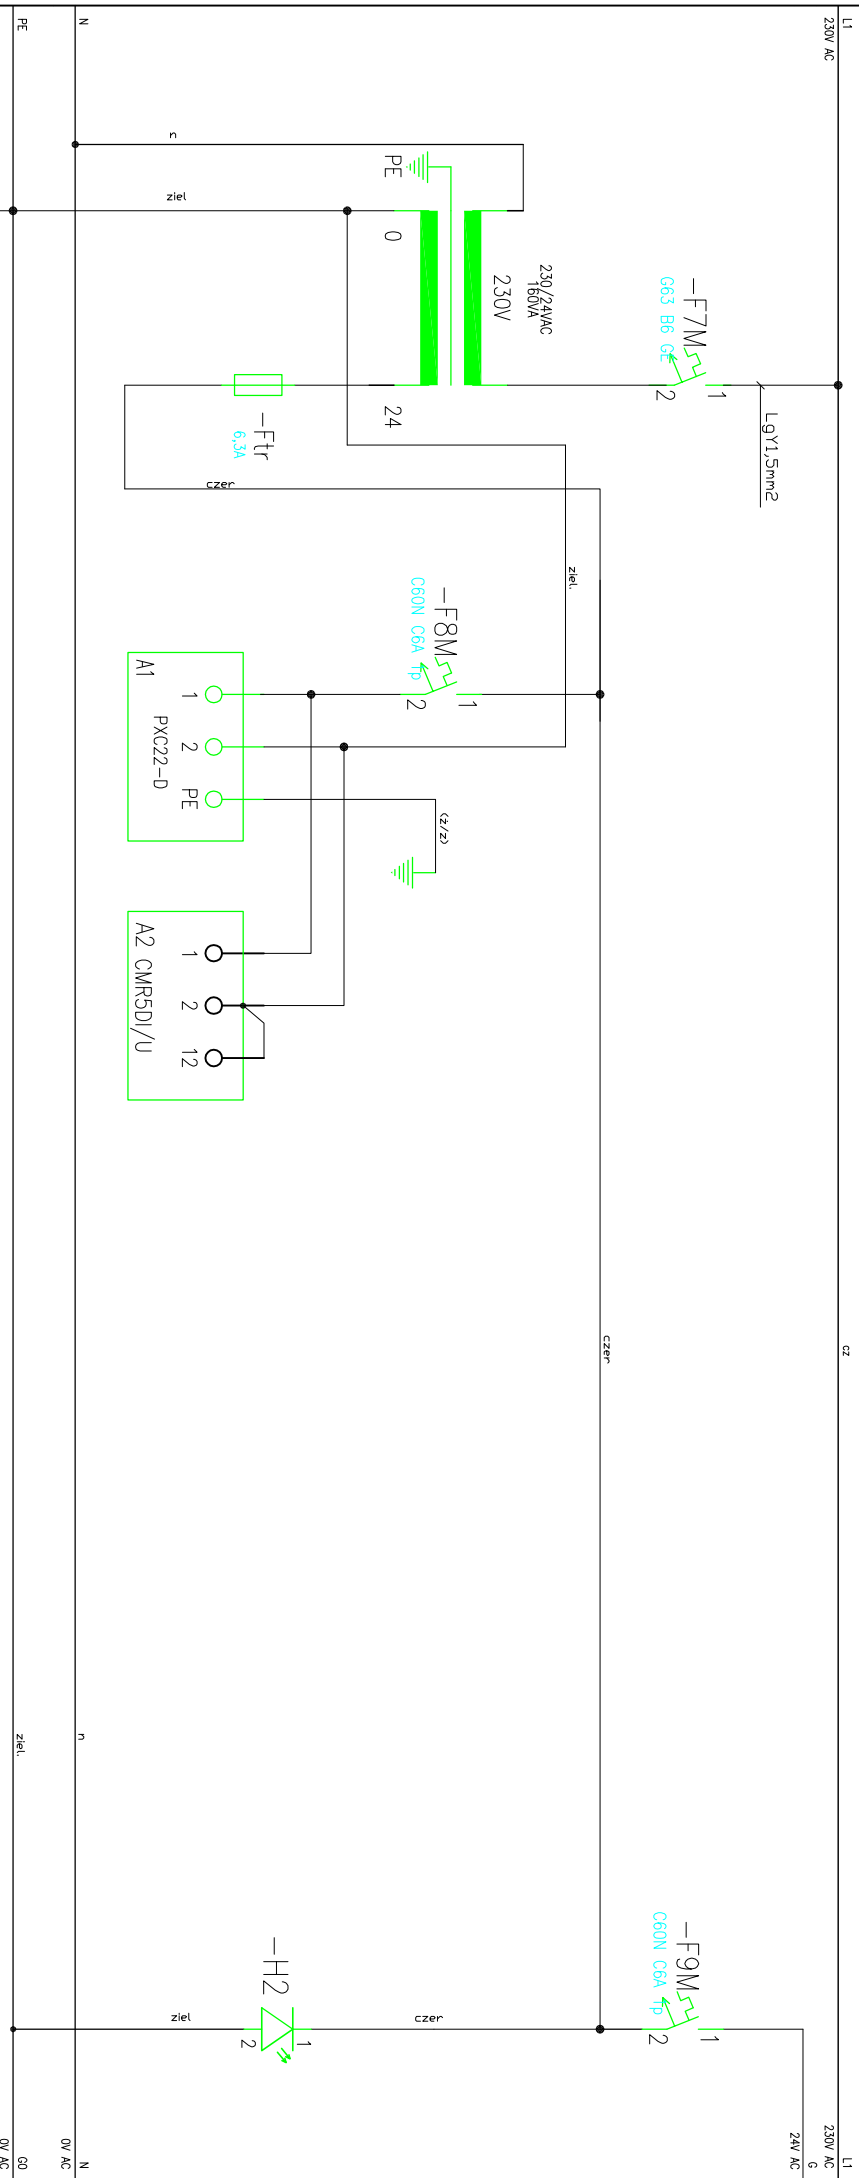 L1
230V AC
N
PE
n
ziel
PE
0
230/24VAC
160VA
230V
24
-F7M
G63 B6 GE
1
2
LgY1,5mm2
-Ftr
6,3A
czer
ziel.
-F8M
C60N C6A 1p
1
2
A1
1
2
PE
PXC22-D
(ż/z)
A2 CMR5DI/U
1
2
12
cz
czer
n
ziel.
-F9M
C60N C6A 1p
1
2
-H2
1
2
czer
ziel
L1
230V AC
G
24V AC
N
0V AC
G0
0V AC